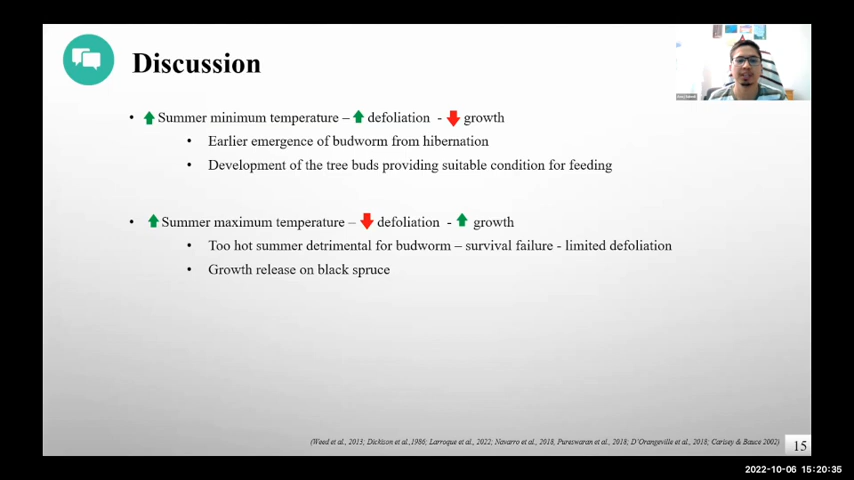 Discussion
• ↑ Summer minimum temperature – ↑ defoliation - ↓ growth
• Earlier emergence of budworm from hibernation
• Development of the tree buds providing suitable condition for feeding
• ↑ Summer maximum temperature – ↓ defoliation - ↑ growth
• Too hot summer detrimental for budworm – survival failure - limited defoliation
• Growth release on black spruce
(Weed et al., 2013; Dickison et al.,1986; Larroque et al., 2022; Navarro et al., 2018, Pureswaran et al., 2018; D'Orangeville et al., 2018; Carisey & Bauce 2002)
15
2022-10-06 15:20:35